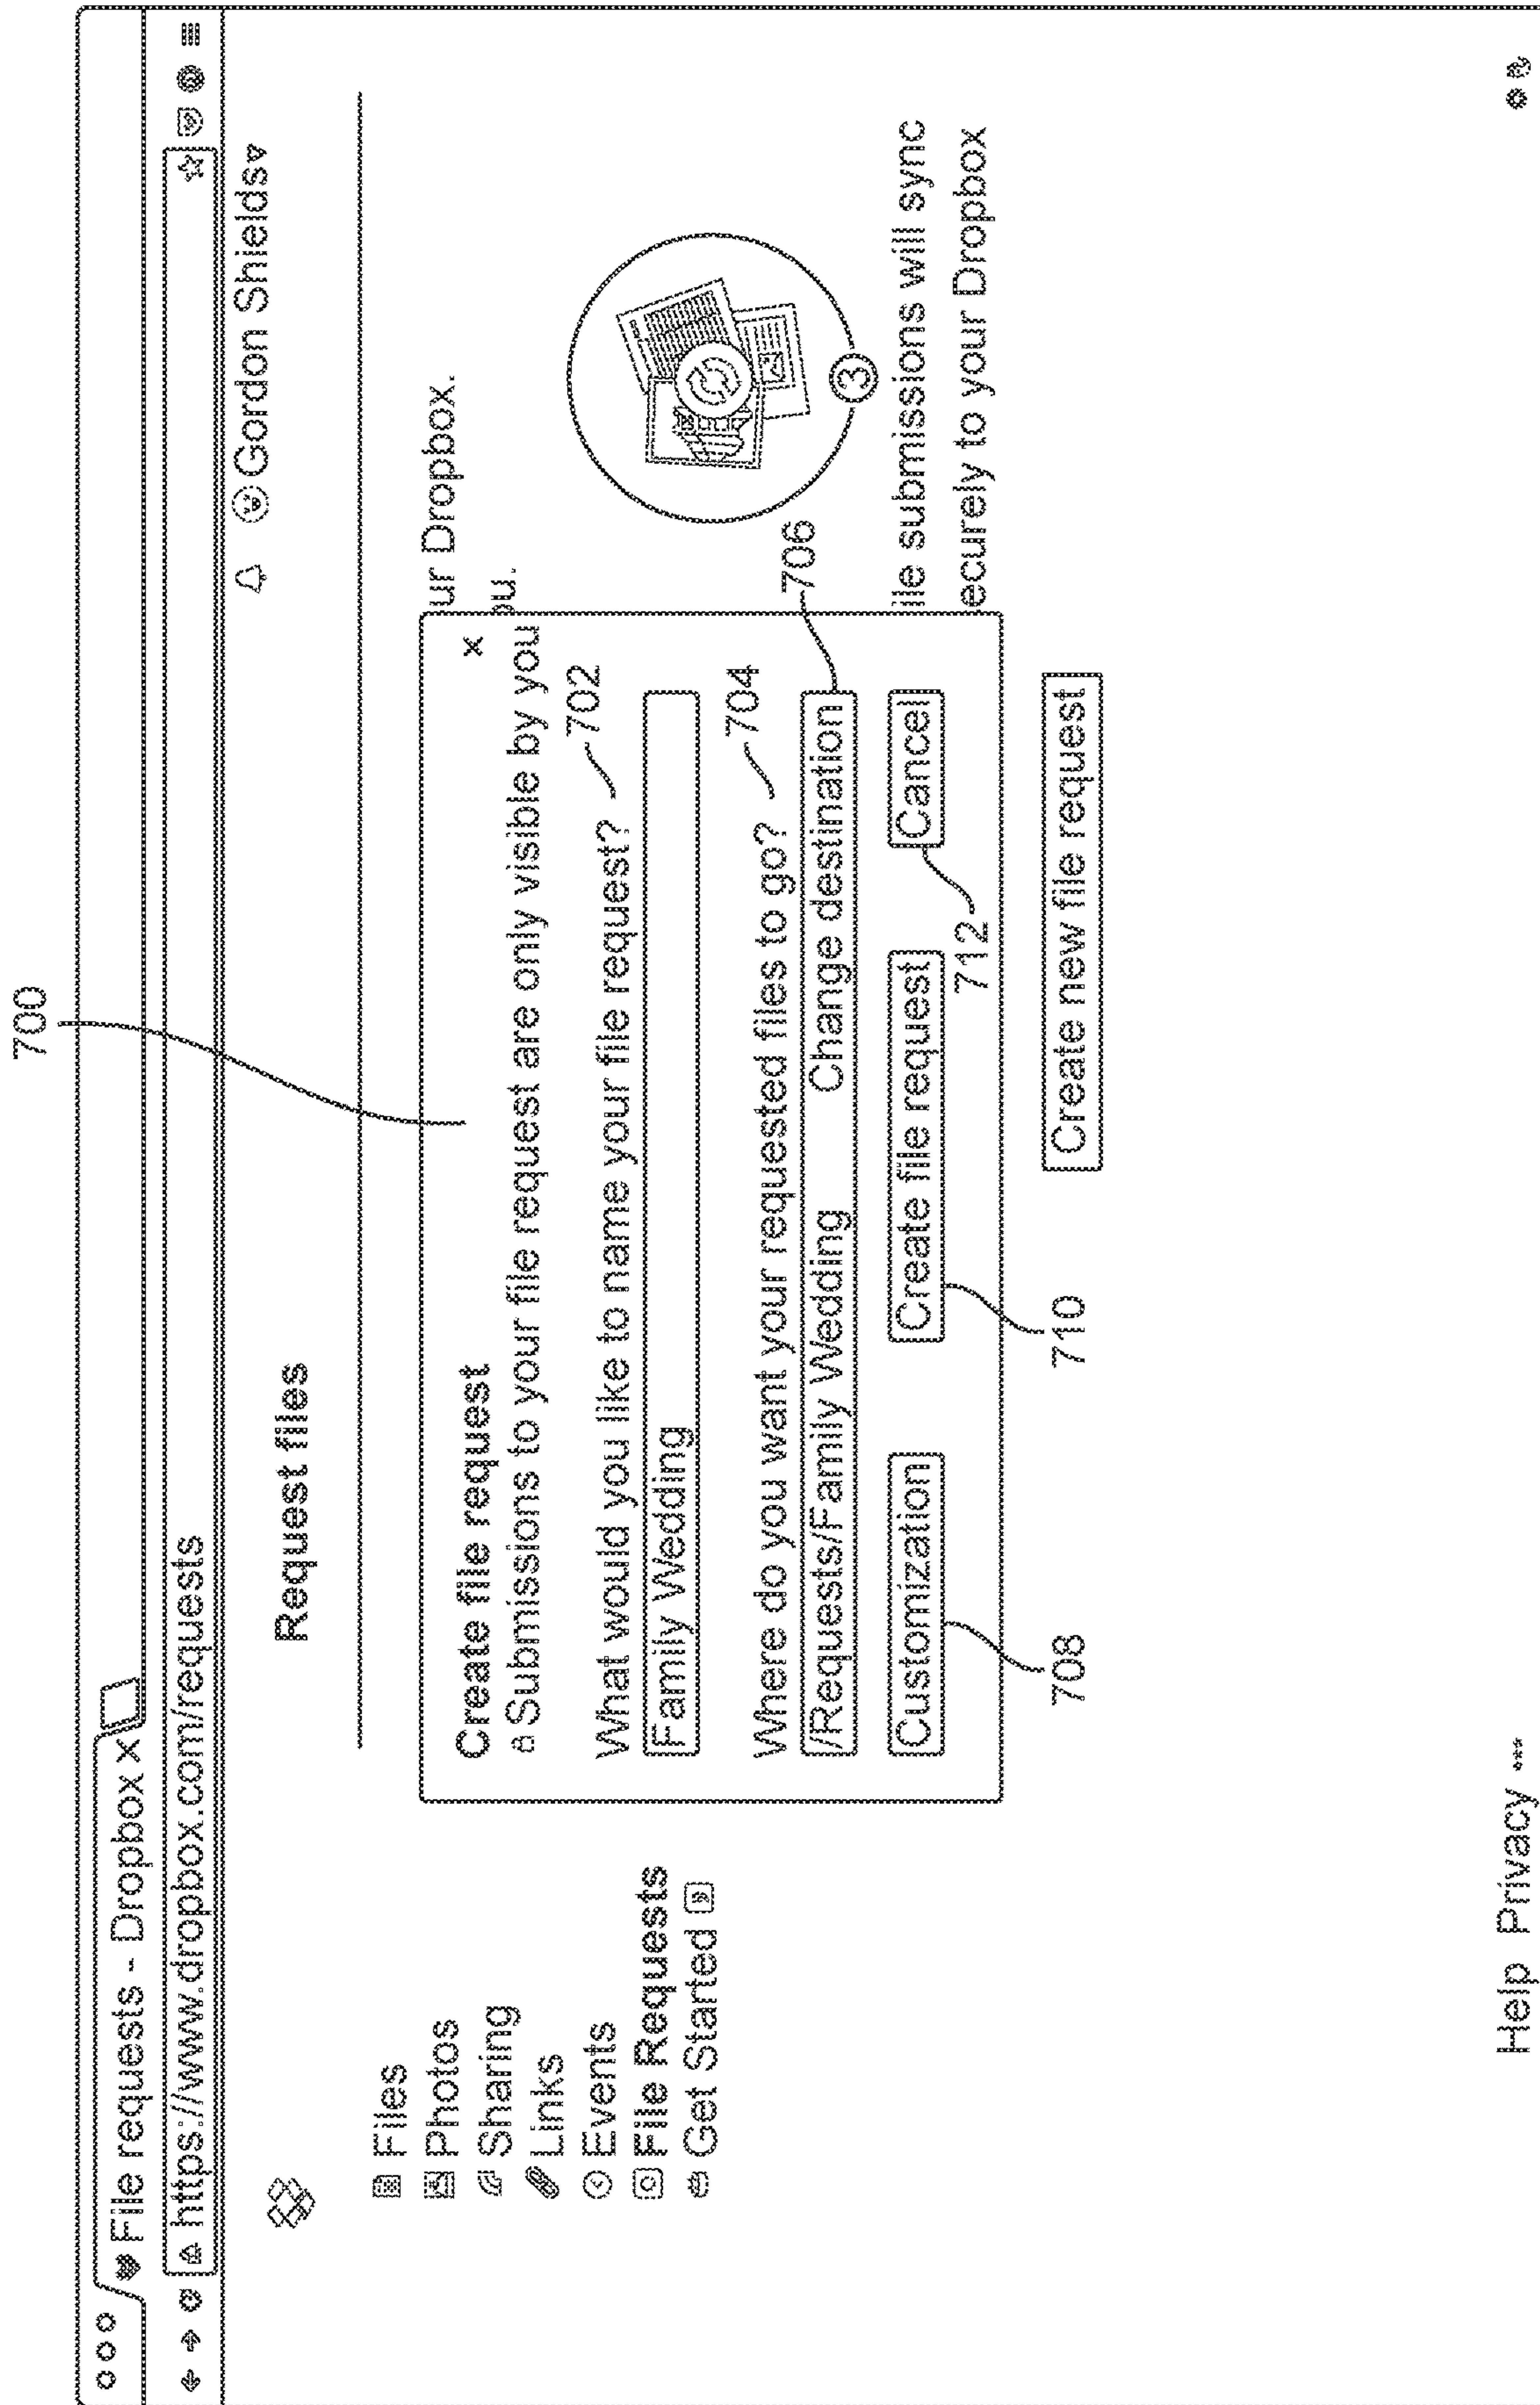 700
File requests - Dropbox X
https://www.dropbox.com/requests
Gordon Shields
Request files
Files
Photos
Sharing
Links
Events
File Requests
Get Started
ur Dropbox.
ou.
Create file request
x
Submissions to your file request are only visible by you
What would you like to name your file request?
702
Family Wedding
Where do you want your requested files to go?
704
/Requests/Family Wedding
Change destination
706
Customization
Create file request
Cancel
708
710
712
3
ile submissions will sync
ecurely to your Dropbox
Create new file request
Help Privacy •••